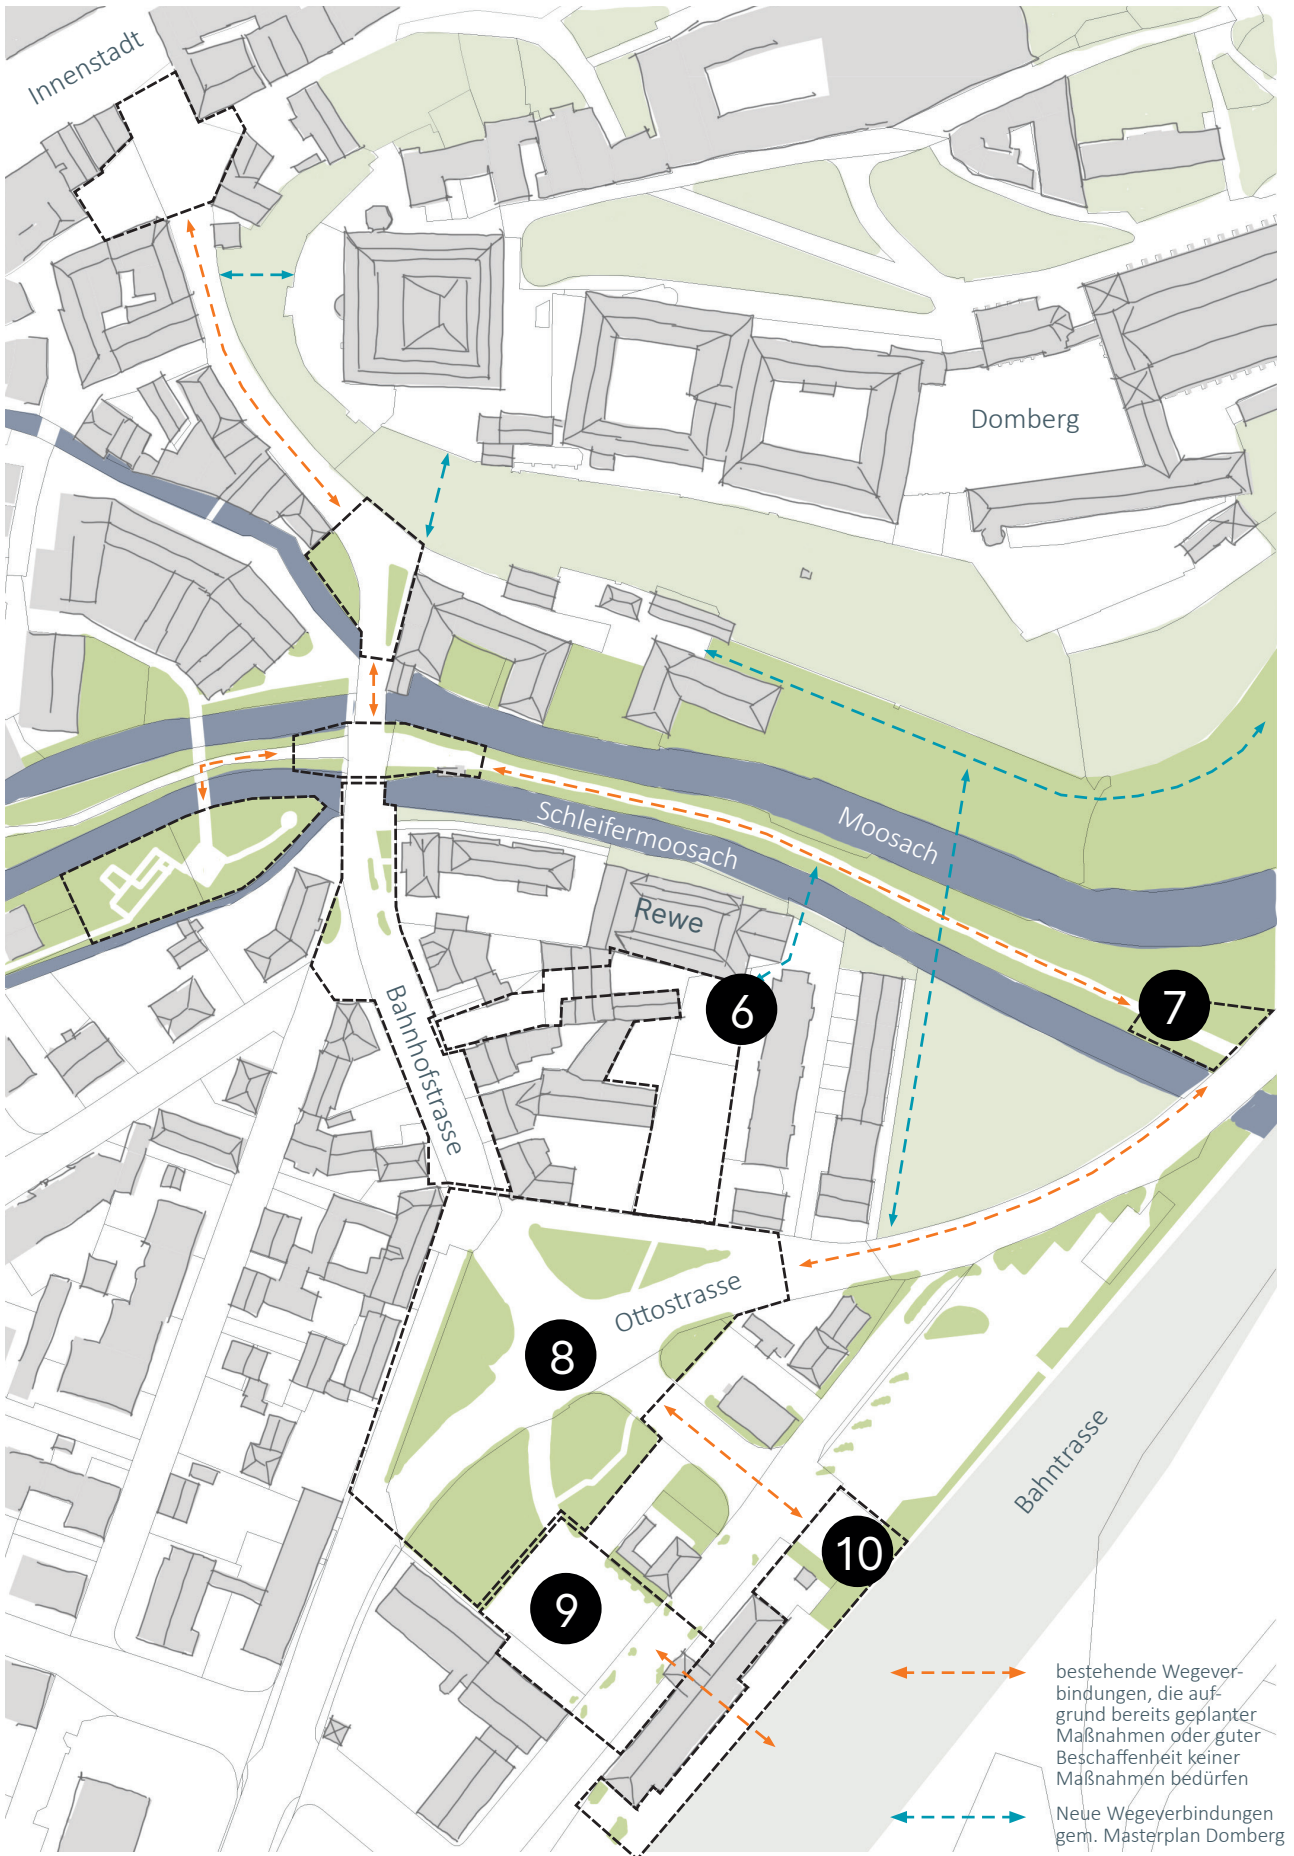 Innenstadt
Domberg
Moosach
Schleifermoosach
Rewe
6
7
Bahnhofstrasse
Ottostrasse
8
Bahntrasse
10
9
bestehende Wegever-
bindungen, die auf-
grund bereits geplanter
Maßnahmen oder guter
Beschaffenheit keiner
Maßnahmen bedürfen
Neue Wegeverbindungen
gem. Masterplan Domberg